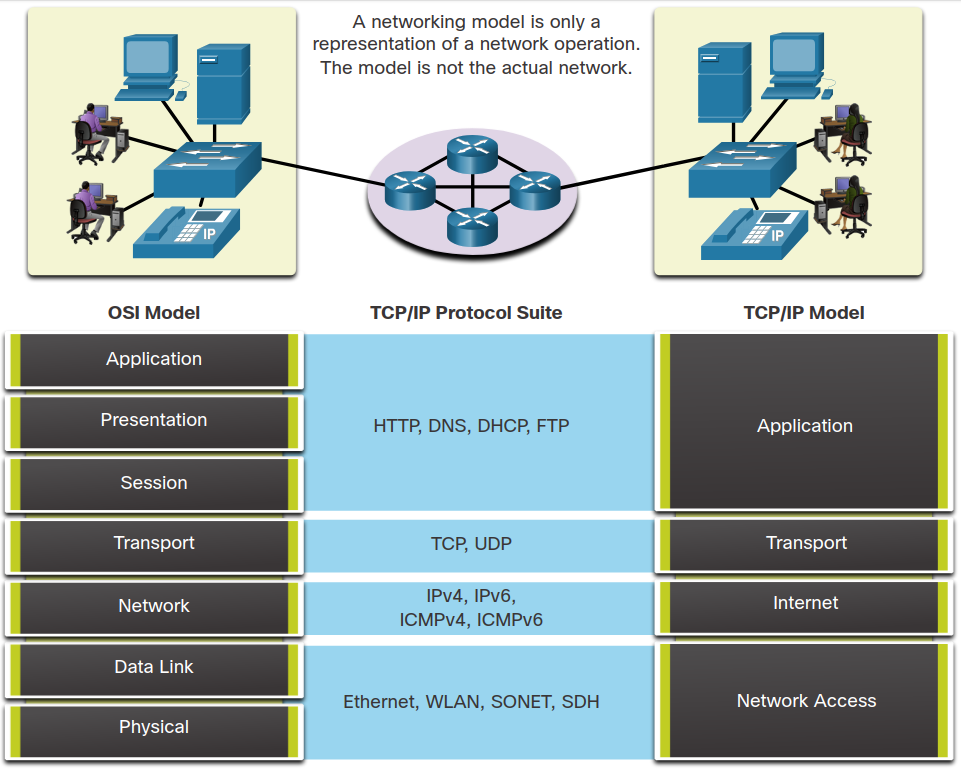 A networking model is only a
representation of a network operation.
The model is not the actual network.
IP
IP
OSI Model
TCP/IP Protocol Suite
TCP/IP Model
Application
Presentation
Session
Transport
Network
Data Link
Physical
HTTP, DNS, DHCP, FTP
TCP, UDP
IPv4, IPv6,
ICMPv4, ICMPv6
Ethernet, WLAN, SONET, SDH
Application
Transport
Internet
Network Access